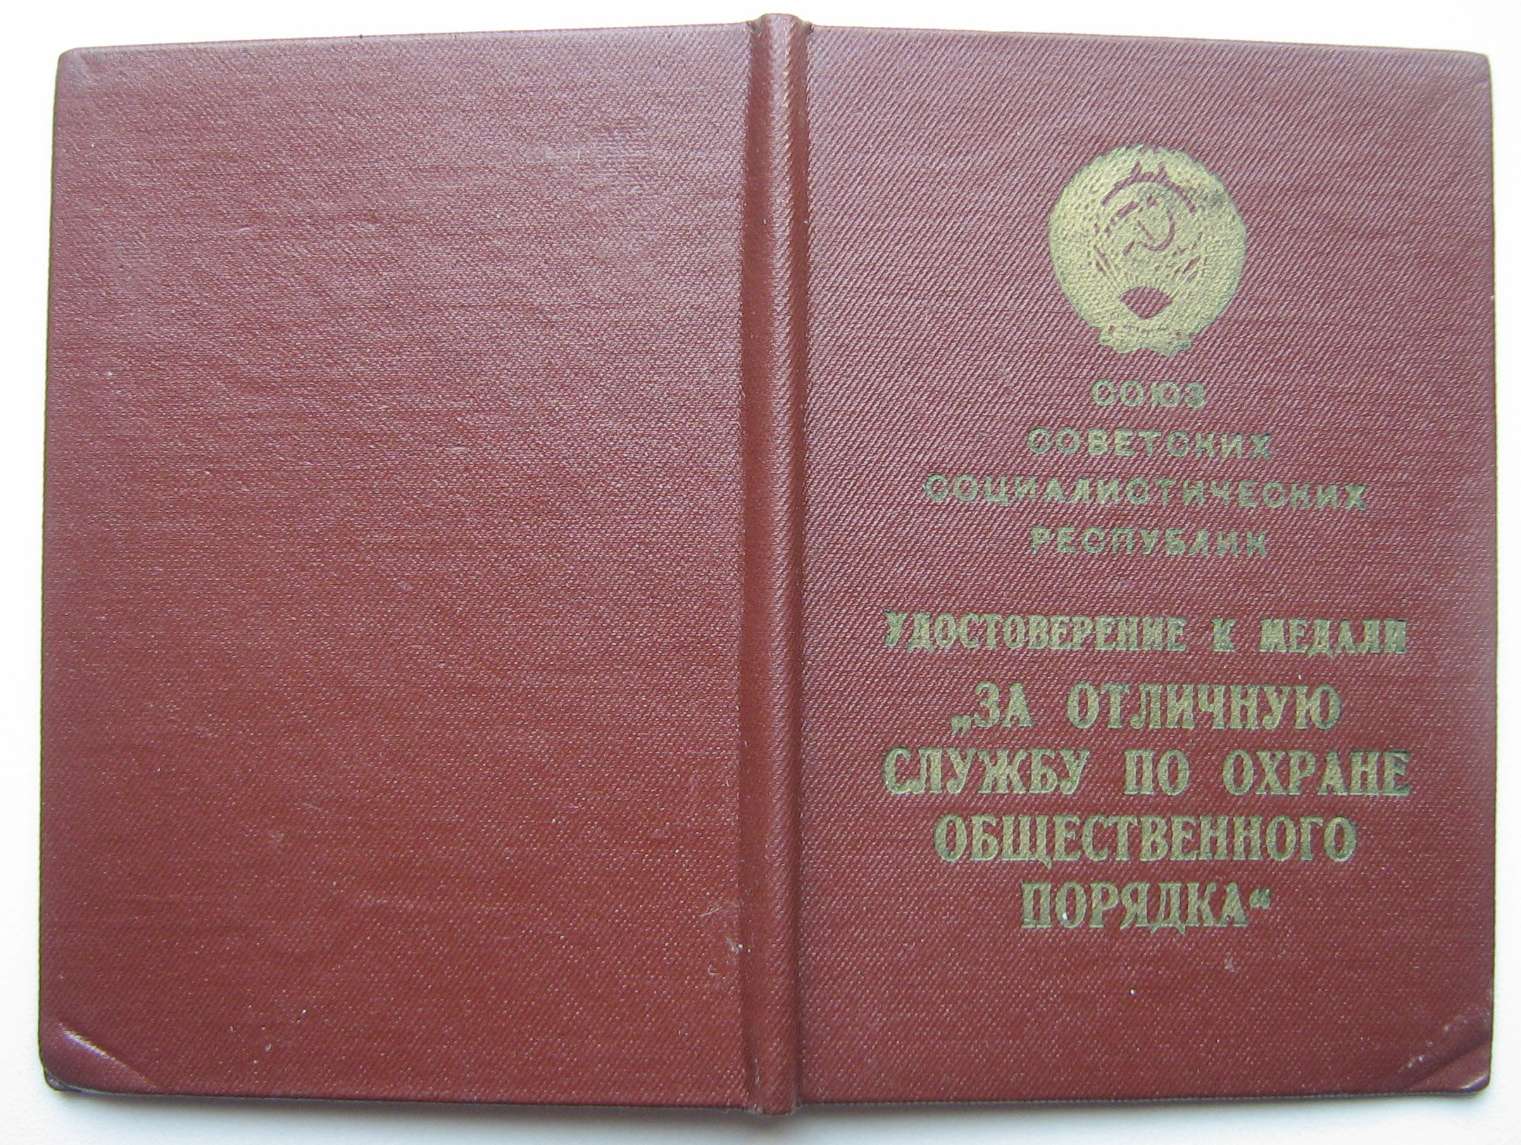 СОЮЗ
СОВЕТСКИХ
СОЦИАЛИСТИЧЕСКИХ
РЕСПУБЛИК
УДОСТОВЕРЕНИЕ К МЕДАЛИ
„ЗА ОТЛИЧНУЮ
СЛУЖБУ ПО ОХРАНЕ
ОБЩЕСТВЕННОГО
ПОРЯДКА“